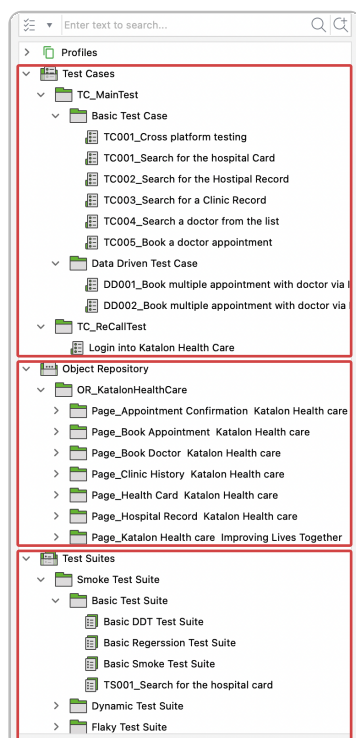 Enter text to search...
Profiles
Test Cases
TC_MainTest
Basic Test Case
TC001_Cross platform testing
TC001_Search for the hospital Card
TC002_Search for the Hostipal Record
TC003_Search for a Clinic Record
TC004_Search a doctor from the list
TC005_Book a doctor appointment
Data Driven Test Case
DD001_Book multiple appointment with doctor via
DD002_Book multiple appointment with doctor via
TC_ReCallTest
Login into Katalon Health Care
Object Repository
OR_KatalonHealthCare
Page_Appointment Confirmation Katalon Health care
Page_Book Appointment Katalon Health care
Page_Book Doctor Katalon Health care
Page_Clinic History Katalon Health care
Page_Health Card Katalon Health care
Page_Hospital Record Katalon Health care
Page_Katalon Health care Improving Lives Together
Test Suites
Smoke Test Suite
Basic Test Suite
Basic DDT Test Suite
Basic Regerssion Test Suite
Basic Smoke Test Suite
TS001_Search for the hospital card
Dynamic Test Suite
Flaky Test Suite